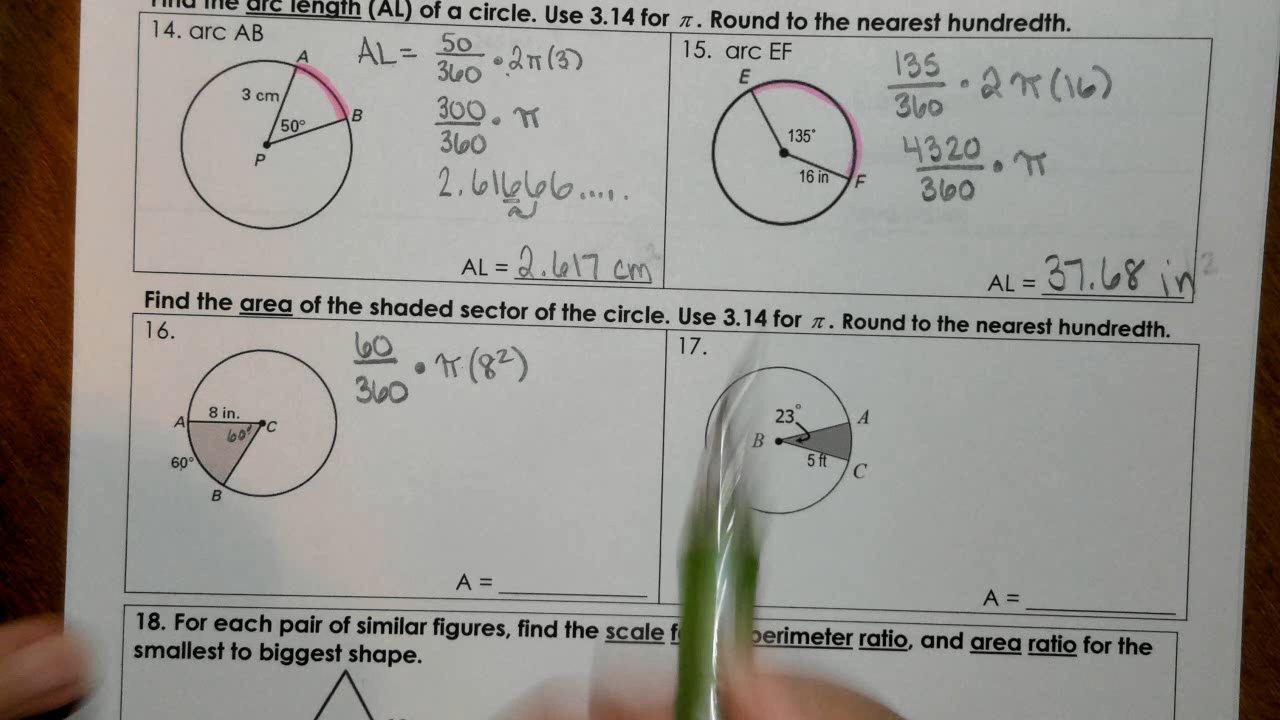 Find the arc length (AL) of a circle. Use 3.14 for π. Round to the nearest hundredth.
14. arc AB
A
3 cm
50°
B
P
AL = 50/360 • 2π(3)
300/360 • π
2.61666.....
AL = 2.617 cm²
15. arc EF
E
135°
16 in
F
135/360 • 2π(16)
4320/360 • π
AL = 37.68 in²
Find the area of the shaded sector of the circle. Use 3.14 for π. Round to the nearest hundredth.
16.
8 in.
A
60°
C
60°
B
60/360 • π(8²)
A = 
17.
23°
A
B
5 ft
C
A = 
18. For each pair of similar figures, find the scale perimeter ratio, and area ratio for the
smallest to biggest shape.